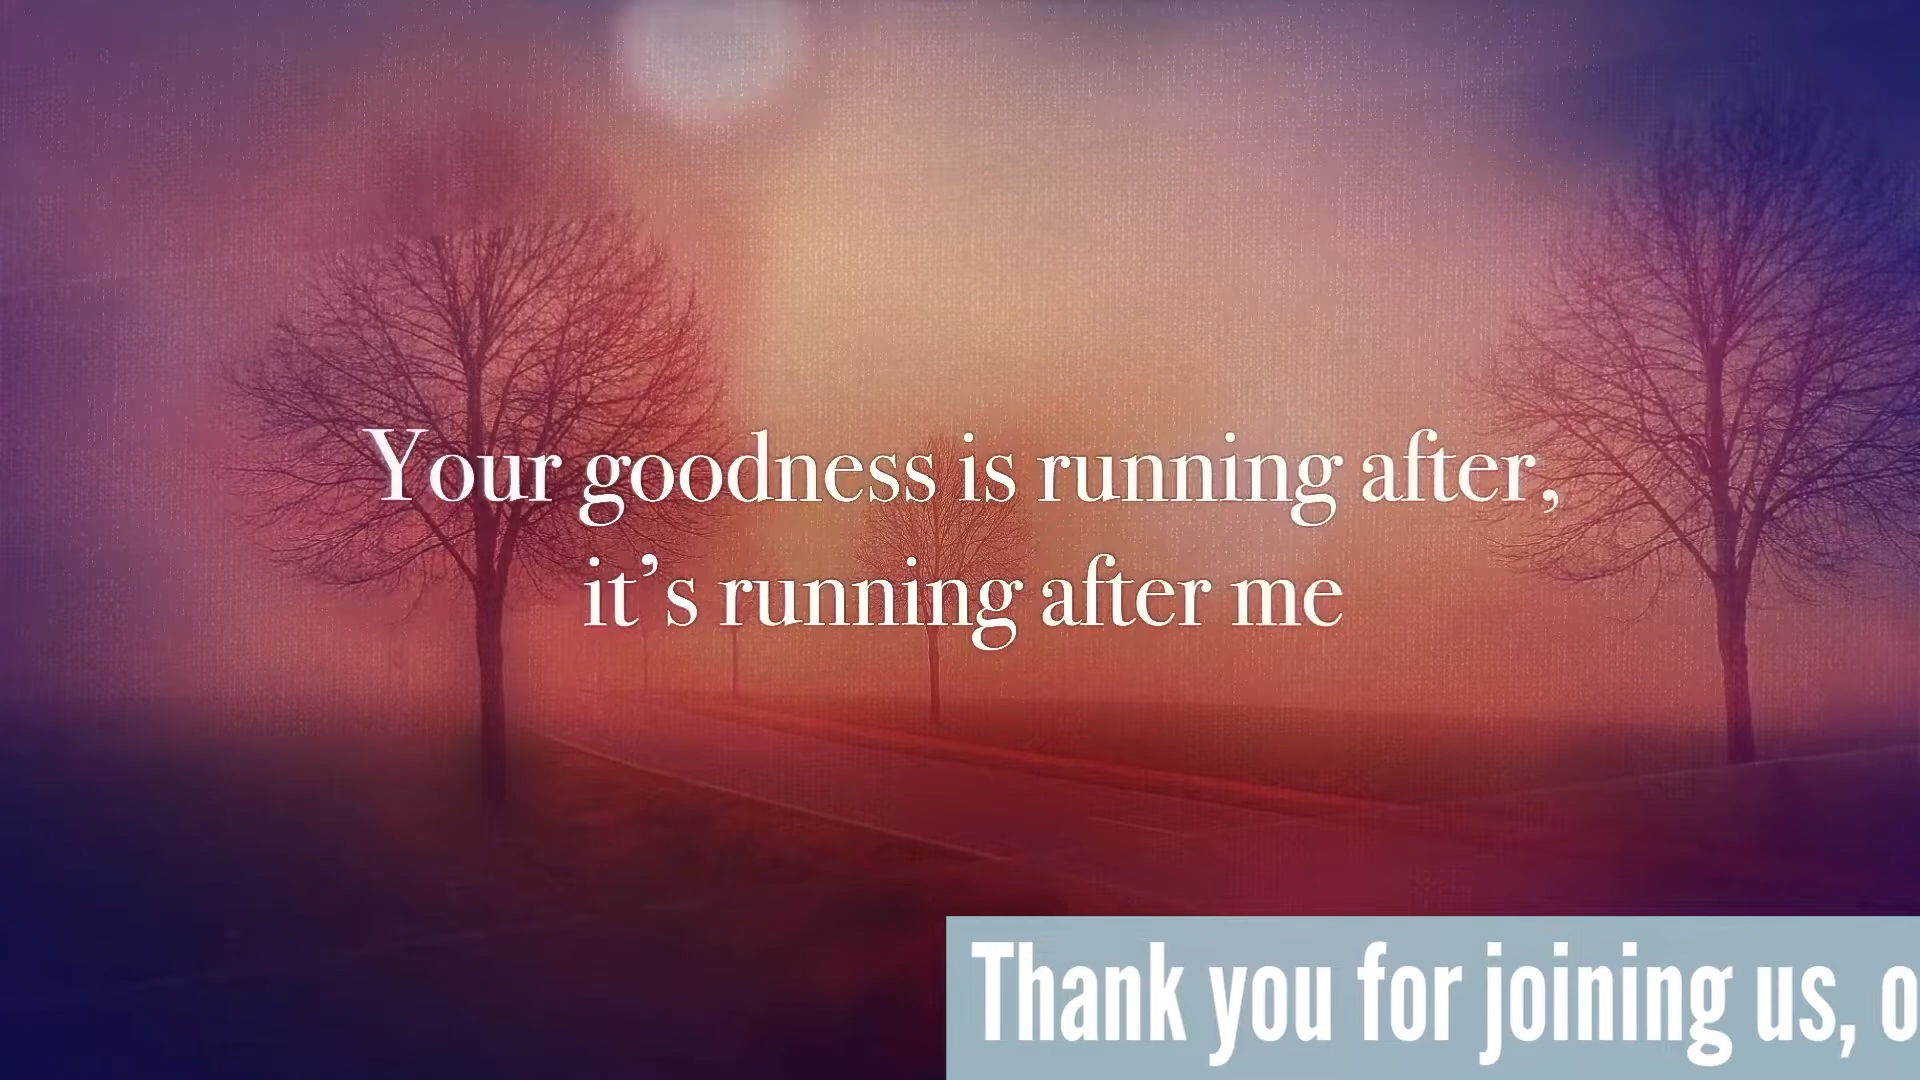 Your goodness is running after,
it’s running after me
Thank you for joining us,